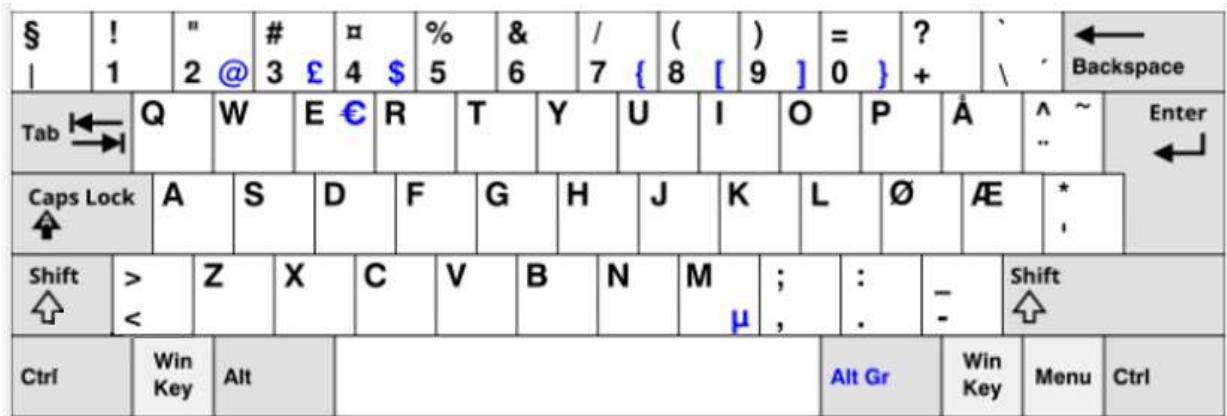 § ! " # ¤ % & / ( ) = ? `
| 1 2 @ 3 £ 4 $ 5 6 7 { 8 [ 9 ] 0 } + \ ´ Backspace
Tab Q W E € R T Y U I O P Å ^ ~ ¨ Enter
Caps Lock A S D F G H J K L Ø Æ * '
Shift > < Z X C V B N M µ ; , : . _ - Shift
Ctrl Win Key Alt Alt Gr Win Key Menu Ctrl